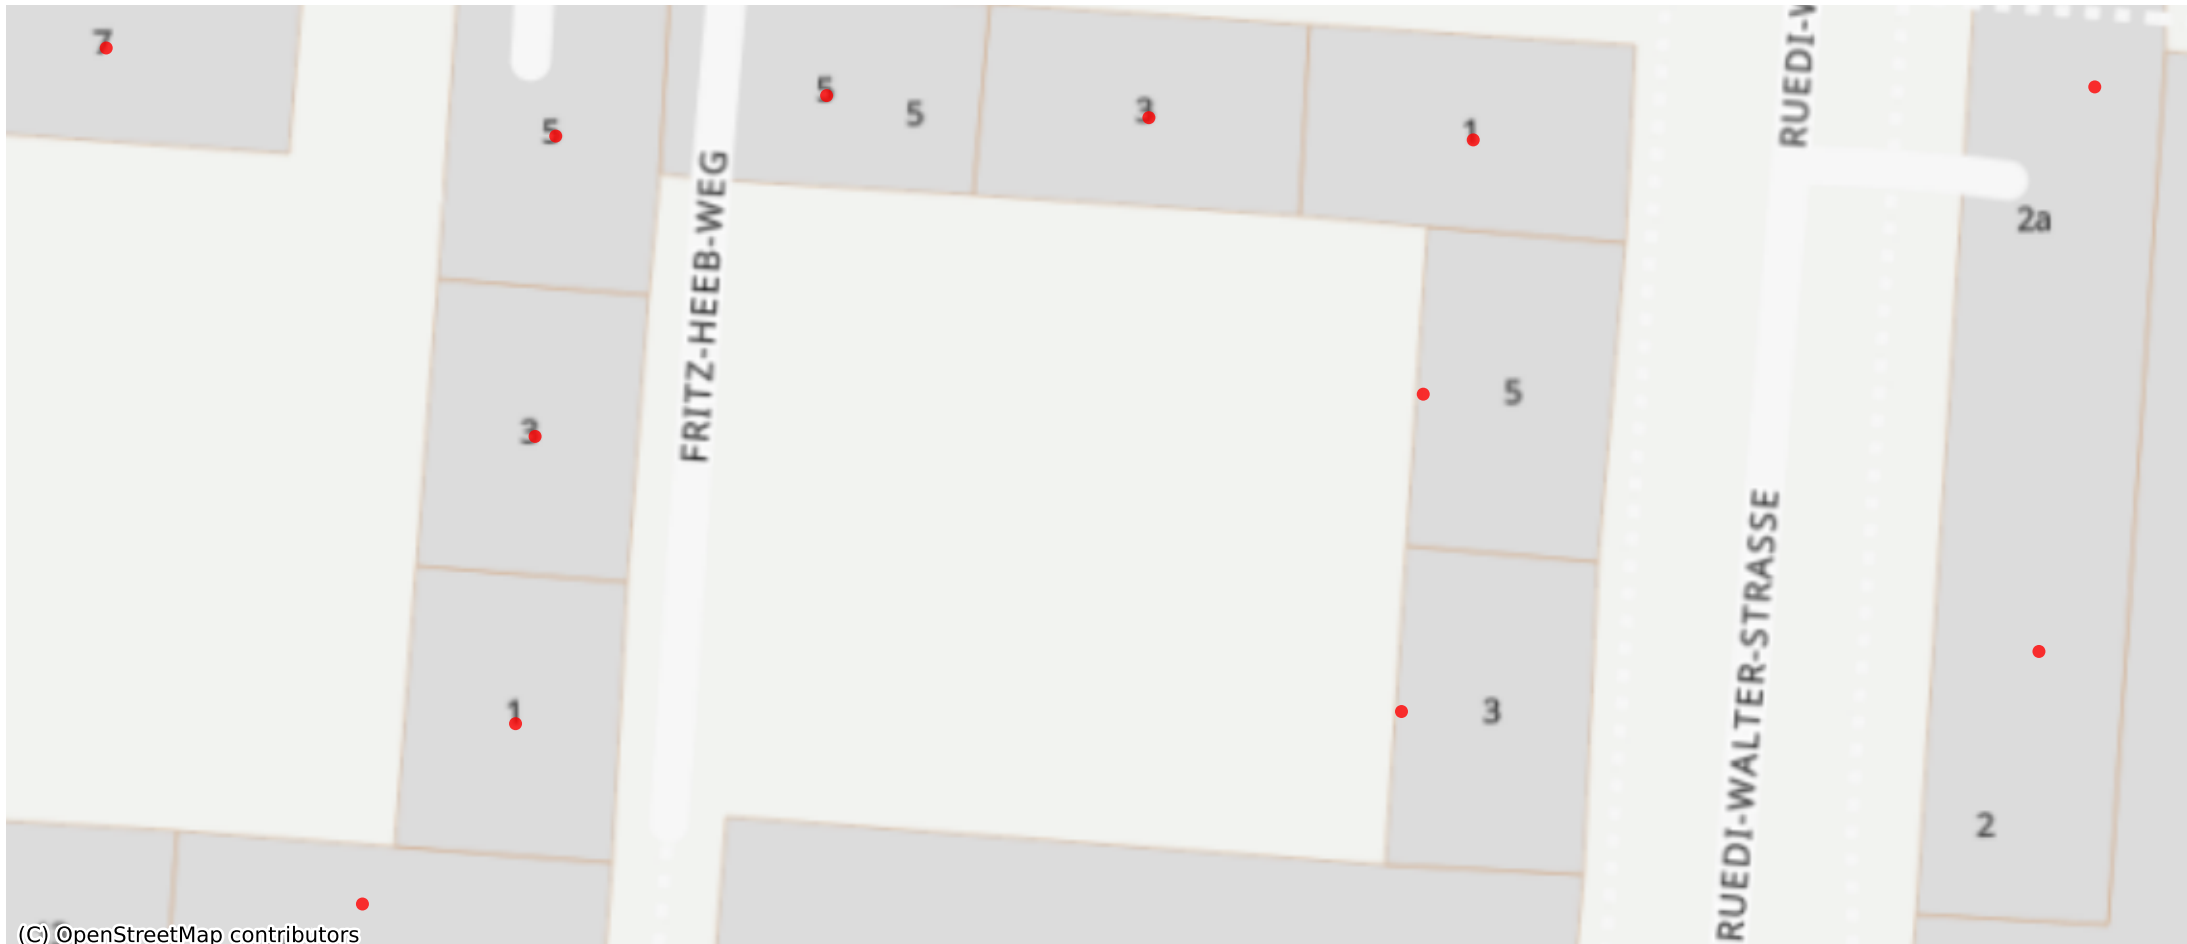 7
5
5
5
3
1
RUEDI-W
FRITZ-HEEB-WEG
2a
5
3
RUEDI-WALTER-STRASSE
1
3
2
(C) OpenStreetMap contributors